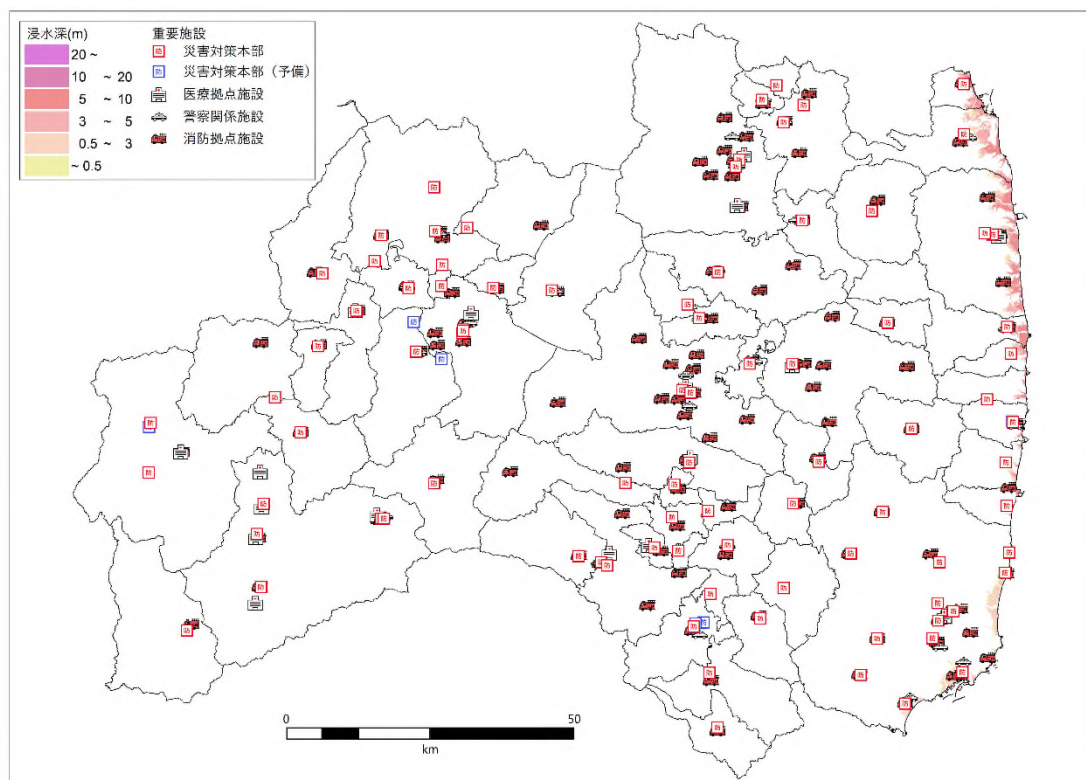 浸水深(m)
20 ~
10 ~ 20
5 ~ 10
3 ~ 5
0.5 ~ 3
~ 0.5
重要施設
防 災害対策本部
防 災害対策本部（予備）
医療拠点施設
警察関係施設
消防拠点施設
0 50
km